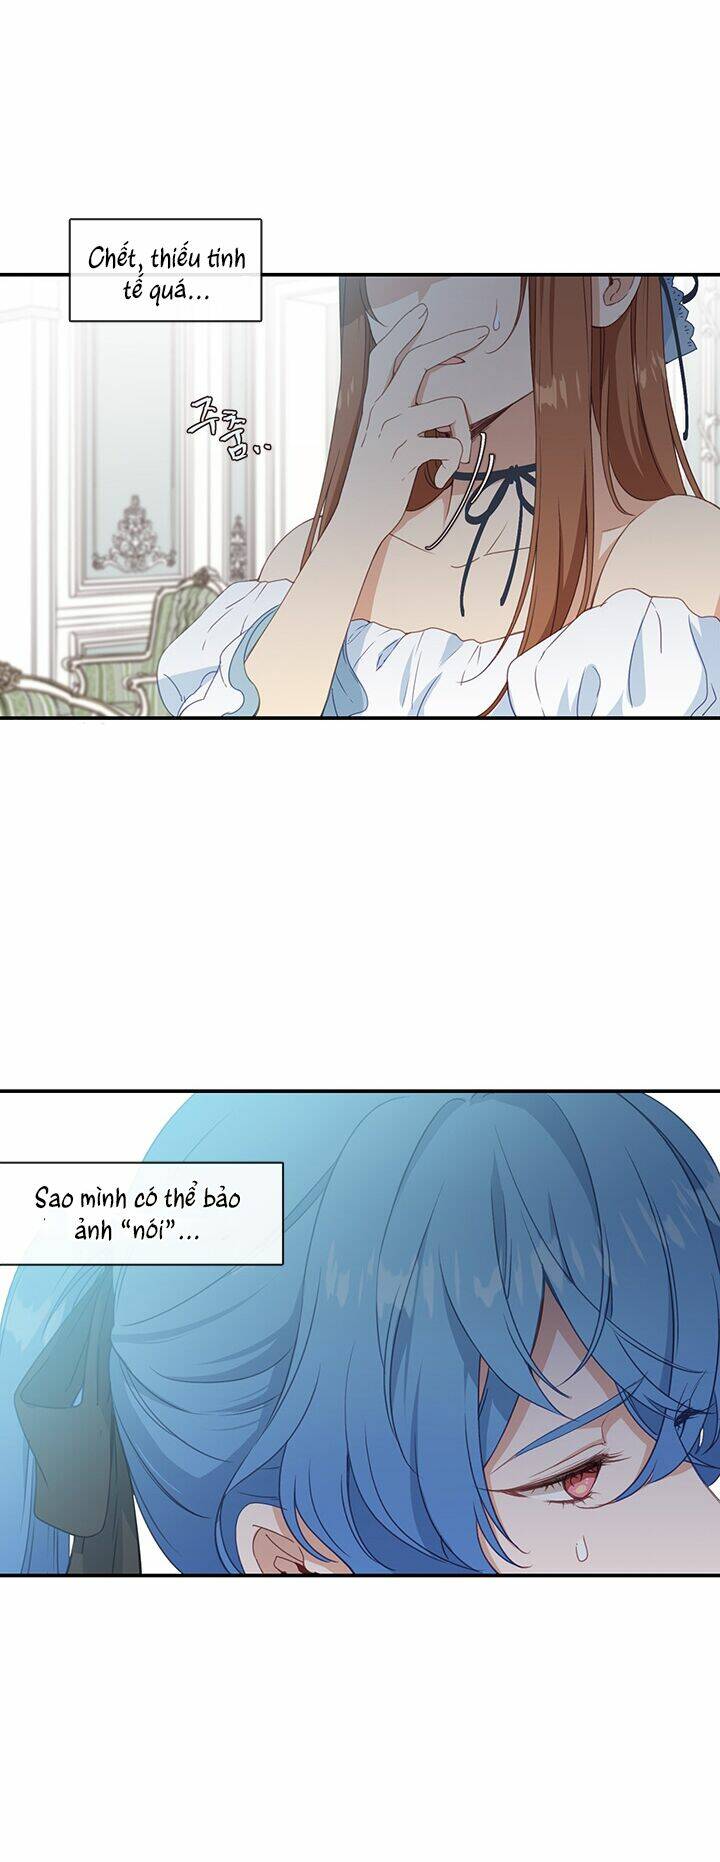 Chết, thiếu tinh
tế quá...
주춤..
Sao mình có thể bảo
ảnh “nói”...